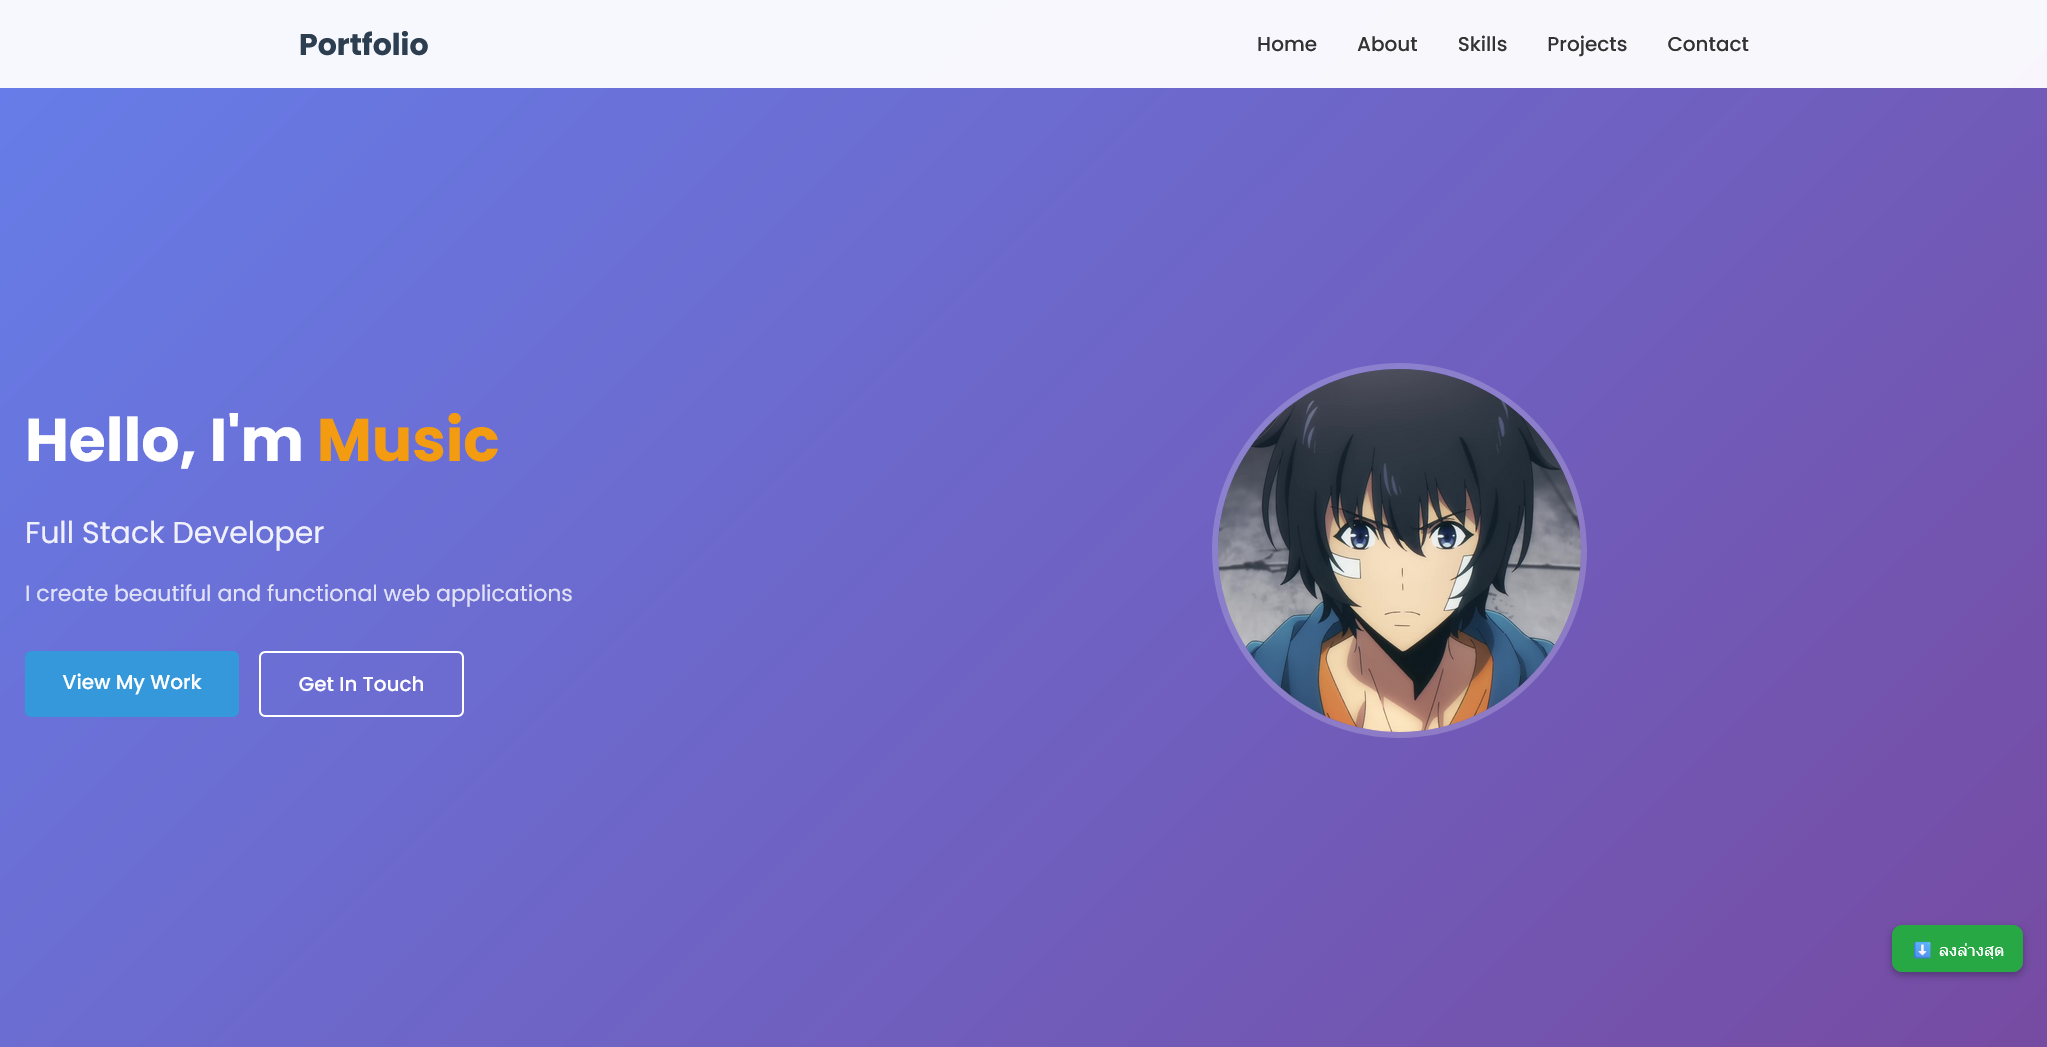 Portfolio
Home About Skills Projects Contact
Hello, I'm Music
Full Stack Developer
I create beautiful and functional web applications
View My Work
Get In Touch
⬇️ ลงล่างสุด